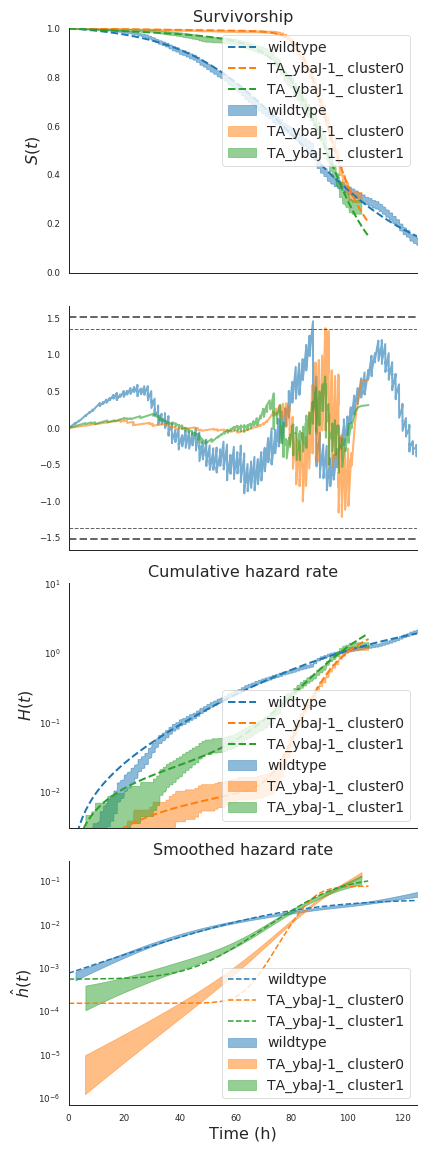 Survivorship
1.0
0.8
0.6
0.4
0.2
0.0
S(t)
wildtype
TA_ybaJ-1_ cluster0
TA_ybaJ-1_ cluster1
wildtype
TA_ybaJ-1_ cluster0
TA_ybaJ-1_ cluster1
1.5
1.0
0.5
0.0
−0.5
−1.0
−1.5
Cumulative hazard rate
10¹
10⁰
10⁻¹
10⁻²
H(t)
wildtype
TA_ybaJ-1_ cluster0
TA_ybaJ-1_ cluster1
wildtype
TA_ybaJ-1_ cluster0
TA_ybaJ-1_ cluster1
Smoothed hazard rate
10⁻¹
10⁻²
10⁻³
10⁻⁴
10⁻⁵
10⁻⁶
ĥ(t)
wildtype
TA_ybaJ-1_ cluster0
TA_ybaJ-1_ cluster1
wildtype
TA_ybaJ-1_ cluster0
TA_ybaJ-1_ cluster1
0 20 40 60 80 100 120
Time (h)